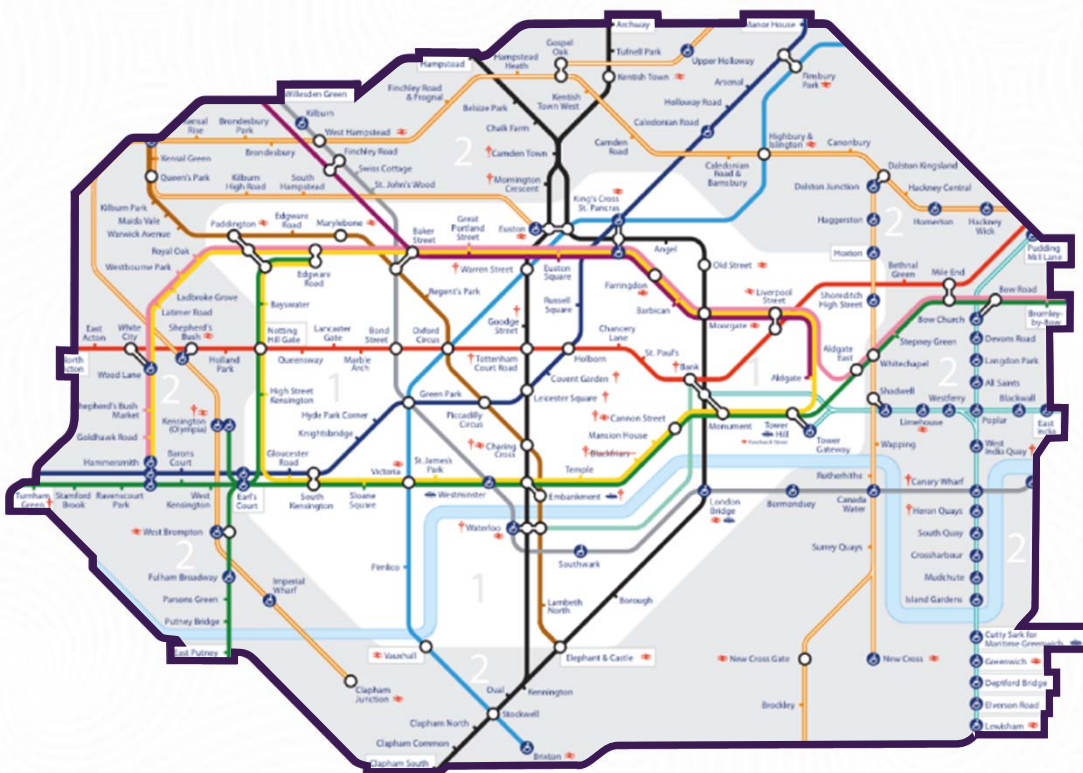 Archway
Manor House
Gospel
Oak
Tufnell Park
Hampstead
Hampstead
Heath
Upper Holloway
Kentish Town
Arsenal
Finsbury
Park
Willesden Green
Finchley Road
& Frognal
Kentish
Town West
Holloway Road
Kilburn
Belsize Park
Caledonian Road
Kensal
Rise
Brondesbury
Park
West Hampstead
Chalk Farm
Camden
Road
Highbury &
Islington
Canonbury
Brondesbury
Finchley Road
2
Camden Town
Caledonian
Road &
Barnsbury
Dalston Kingsland
Kensal Green
Swiss Cottage
Queen's Park
Kilburn
High Road
South
Hampstead
St. John's Wood
Mornington
Crescent
Dalston Junction
Hackney Central
King's Cross
St. Pancras
Kilburn Park
Maida Vale
Warwick Avenue
Paddington
Edgware
Road
Marylebone
Baker
Street
Great
Portland
Street
Euston
Haggerston
2
Homerton
Hackney
Wick
Royal Oak
Angel
Hoxton
Pudding
Mill Lane
Westbourne Park
Edgware
Road
Warren Street
Euston
Square
Farringdon
Old Street
Bethnal
Green
Mile End
Ladbroke Grove
Bayswater
Regent's Park
Russell
Square
Barbican
Liverpool
Street
Shoreditch
High Street
Bow Road
Latimer Road
Goodge
Street
Moorgate
Bow Church
Bromley-
by-Bow
East
Acton
White
City
Shepherd's
Bush
Notting
Hill Gate
Lancaster
Gate
Bond
Street
Oxford
Circus
Chancery
Lane
Stepney Green
Devons Road
North
Acton
Holland
Park
Queensway
Marble
Arch
Tottenham
Court Road
Holborn
St. Paul's
Aldgate
East
Whitechapel
Langdon Park
Wood Lane
2
1
Bank
1
Aldgate
2
Shepherd's Bush
Market
Kensington
(Olympia)
High Street
Kensington
Hyde Park Corner
Green Park
Covent Garden
Leicester Square
Cannon Street
Shadwell
All Saints
Westferry
Blackwall
Goldhawk Road
Knightsbridge
Piccadilly
Circus
Mansion House
Monument
Tower
Hill
Tower
Gateway
Limehouse
Poplar
East
India
Fenchurch Street
Hammersmith
Barons
Court
Gloucester
Road
Victoria
St. James's
Park
Charing
Cross
Blackfriars
Wapping
West
India Quay
Temple
Rotherhithe
Turnham
Green
Stamford
Brook
Ravenscourt
Park
West
Kensington
Earl's
Court
South
Kensington
Sloane
Square
Westminster
Embankment
London
Bridge
Bermondsey
Canada
Water
Canary Wharf
West Brompton
Waterloo
Heron Quays
2
Southwark
Surrey Quays
South Quay
2
Fulham Broadway
Imperial
Wharf
Pimlico
Crossharbour
Parsons Green
1
Lambeth
North
Borough
Mudchute
Putney Bridge
Island Gardens
East Putney
Vauxhall
Elephant & Castle
New Cross Gate
New Cross
Cutty Sark for
Maritime Greenwich
2
Greenwich
Clapham
Junction
Oval
Kennington
Deptford Bridge
Clapham North
Stockwell
Brockley
Elverson Road
Clapham Common
Brixton
Lewisham
Clapham South